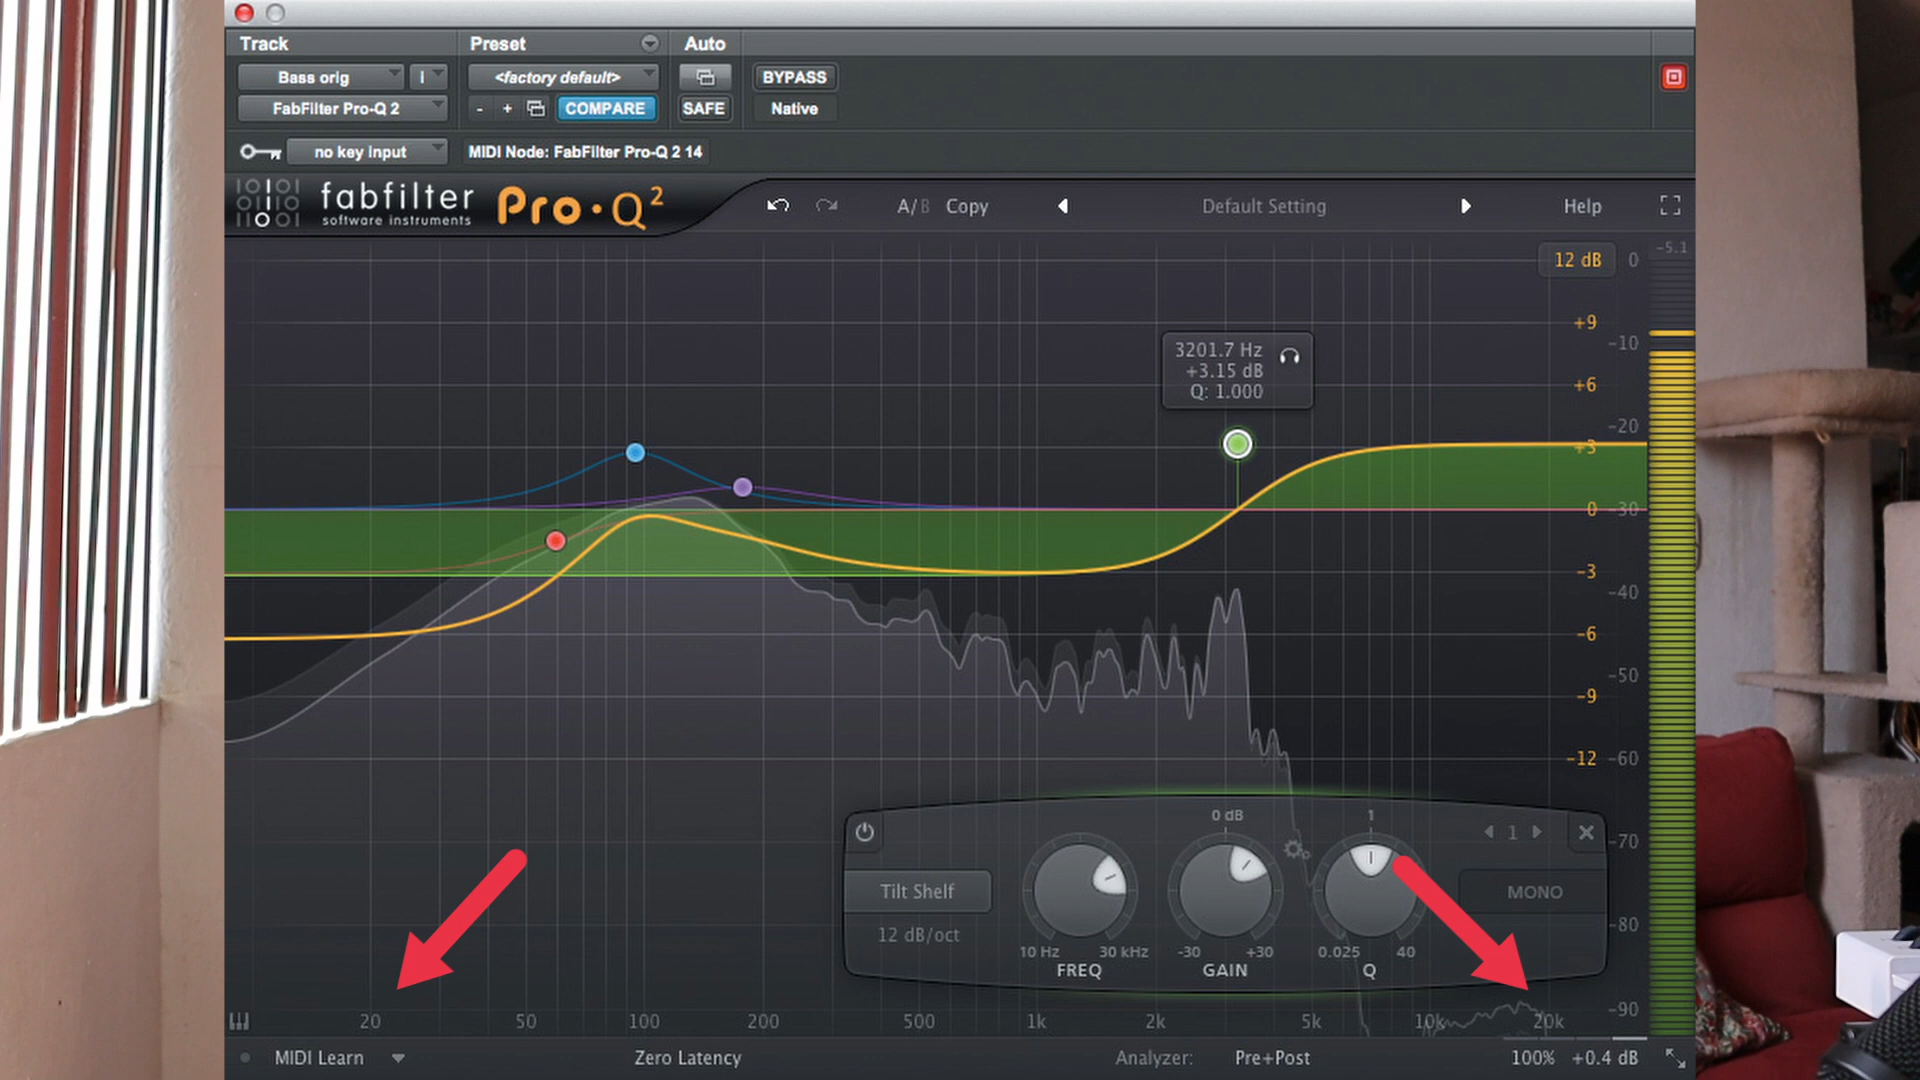 Track
Preset
Auto
Bass orig
i
<factory default>
BYPASS
FabFilter Pro-Q 2
- +
COMPARE
SAFE
Native
no key input
MIDI Node: FabFilter Pro-Q 2 14
fabfilter
software instruments
Pro·Q2
A/B
Copy
Default Setting
Help
12 dB
0
-5.1
+9
-10
3201.7 Hz
+3.15 dB
Q: 1.000
+6
-20
+3
0
-30
-3
-40
-6
-50
-9
-12
-60
0 dB
1
1
-70
Tilt Shelf
MONO
12 dB/oct
-80
10 Hz
30 kHz
-30
+30
0.025
40
FREQ
GAIN
Q
-90
20
50
100
200
500
1k
2k
5k
10k
20k
MIDI Learn
Zero Latency
Analyzer:
Pre+Post
100%
+0.4 dB